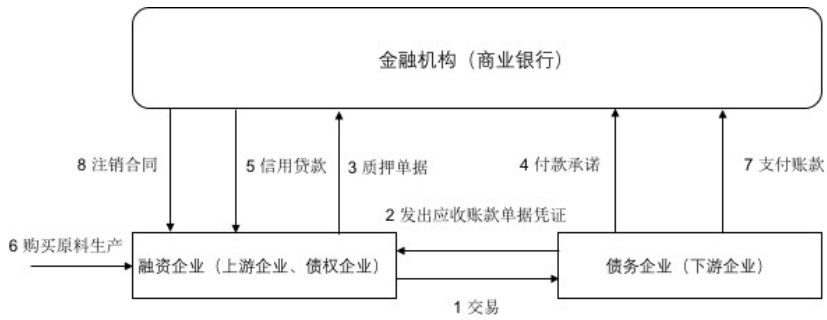 金融机构（商业银行）
8 注销合同
5 信用贷款
3 质押单据
4 付款承诺
7 支付账款
2 发出应收账款单据凭证
6 购买原料生产
融资企业（上游企业、债权企业）
债务企业（下游企业）
1 交易